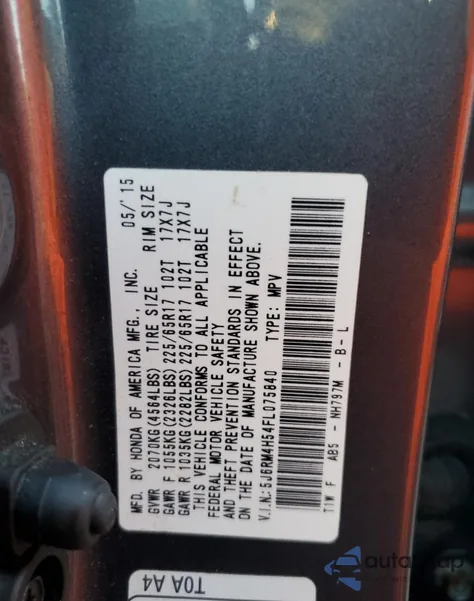 MFD. BY HONDA OF AMERICA MFG., INC. 05/'15
GVWR 2070KG(4564LBS) TIRE SIZE RIM SIZE
GAWR F 1055KG(2326LBS) 225/65R17 102T 17X7J
GAWR R 1035KG(2282LBS) 225/65R17 102T 17X7J
THIS VEHICLE CONFORMS TO ALL APPLICABLE
FEDERAL MOTOR VEHICLE SAFETY
AND THEFT PREVENTION STANDARDS IN EFFECT
ON THE DATE OF MANUFACTURE SHOWN ABOVE.
V.I.N.:5J6RM4H54FL075840 TYPE: MPV
T1W F AB5 - NH797M - B - L
T0A A4